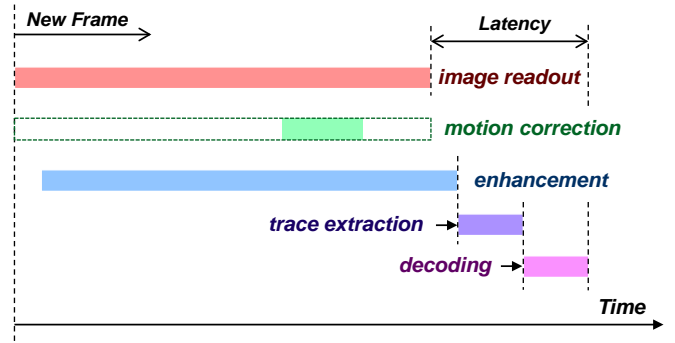 New Frame
Latency
image readout
motion correction
enhancement
trace extraction
decoding
Time